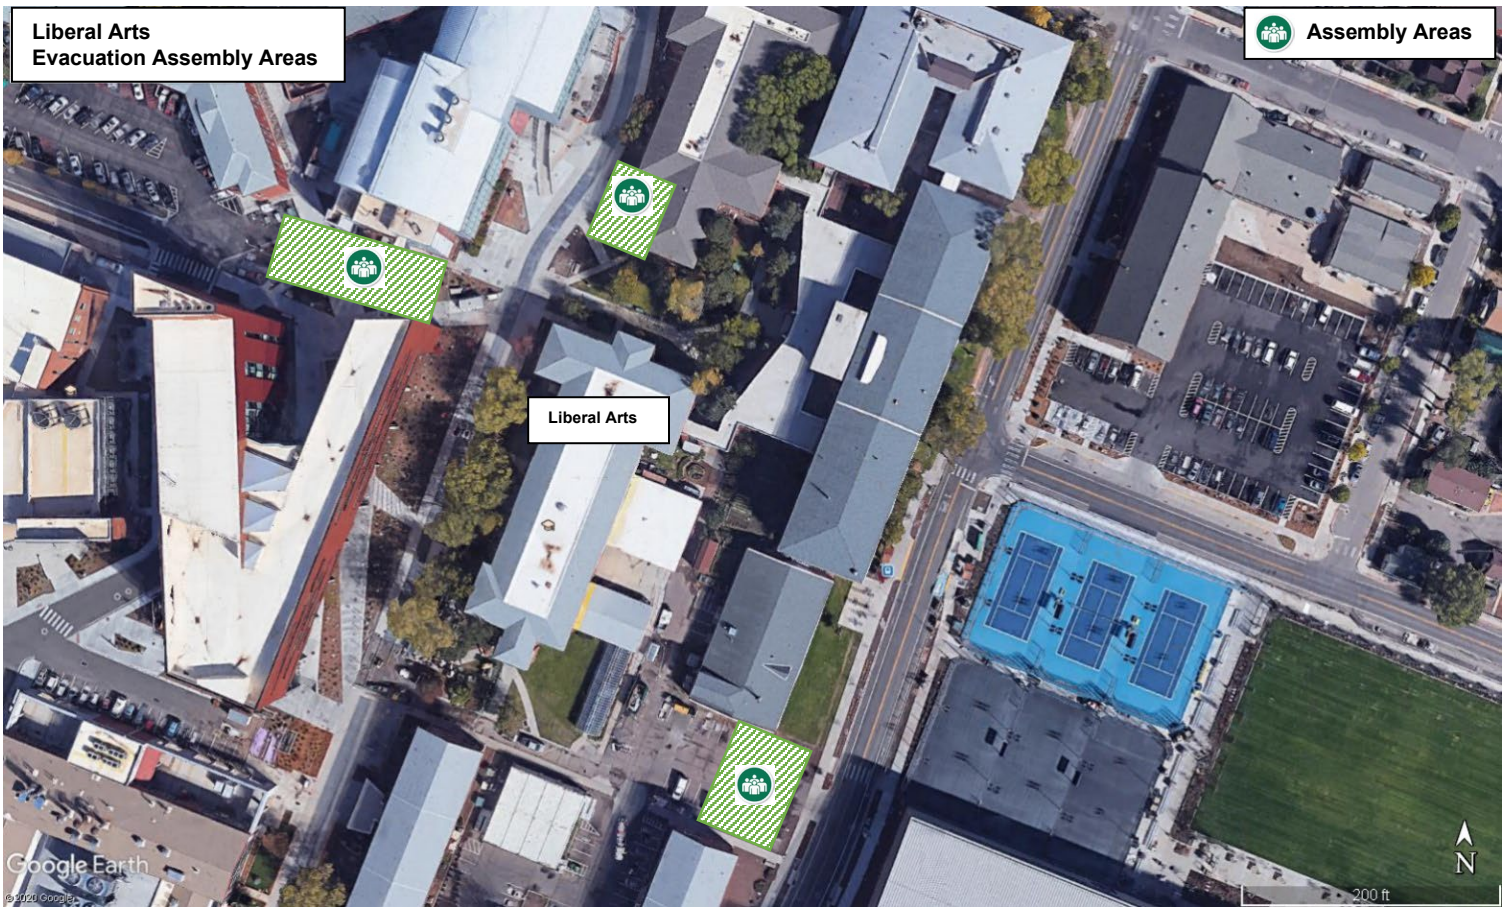 Liberal Arts
Evacuation Assembly Areas
Assembly Areas
Liberal Arts
Google Earth
© 2020 Google
N
200 ft